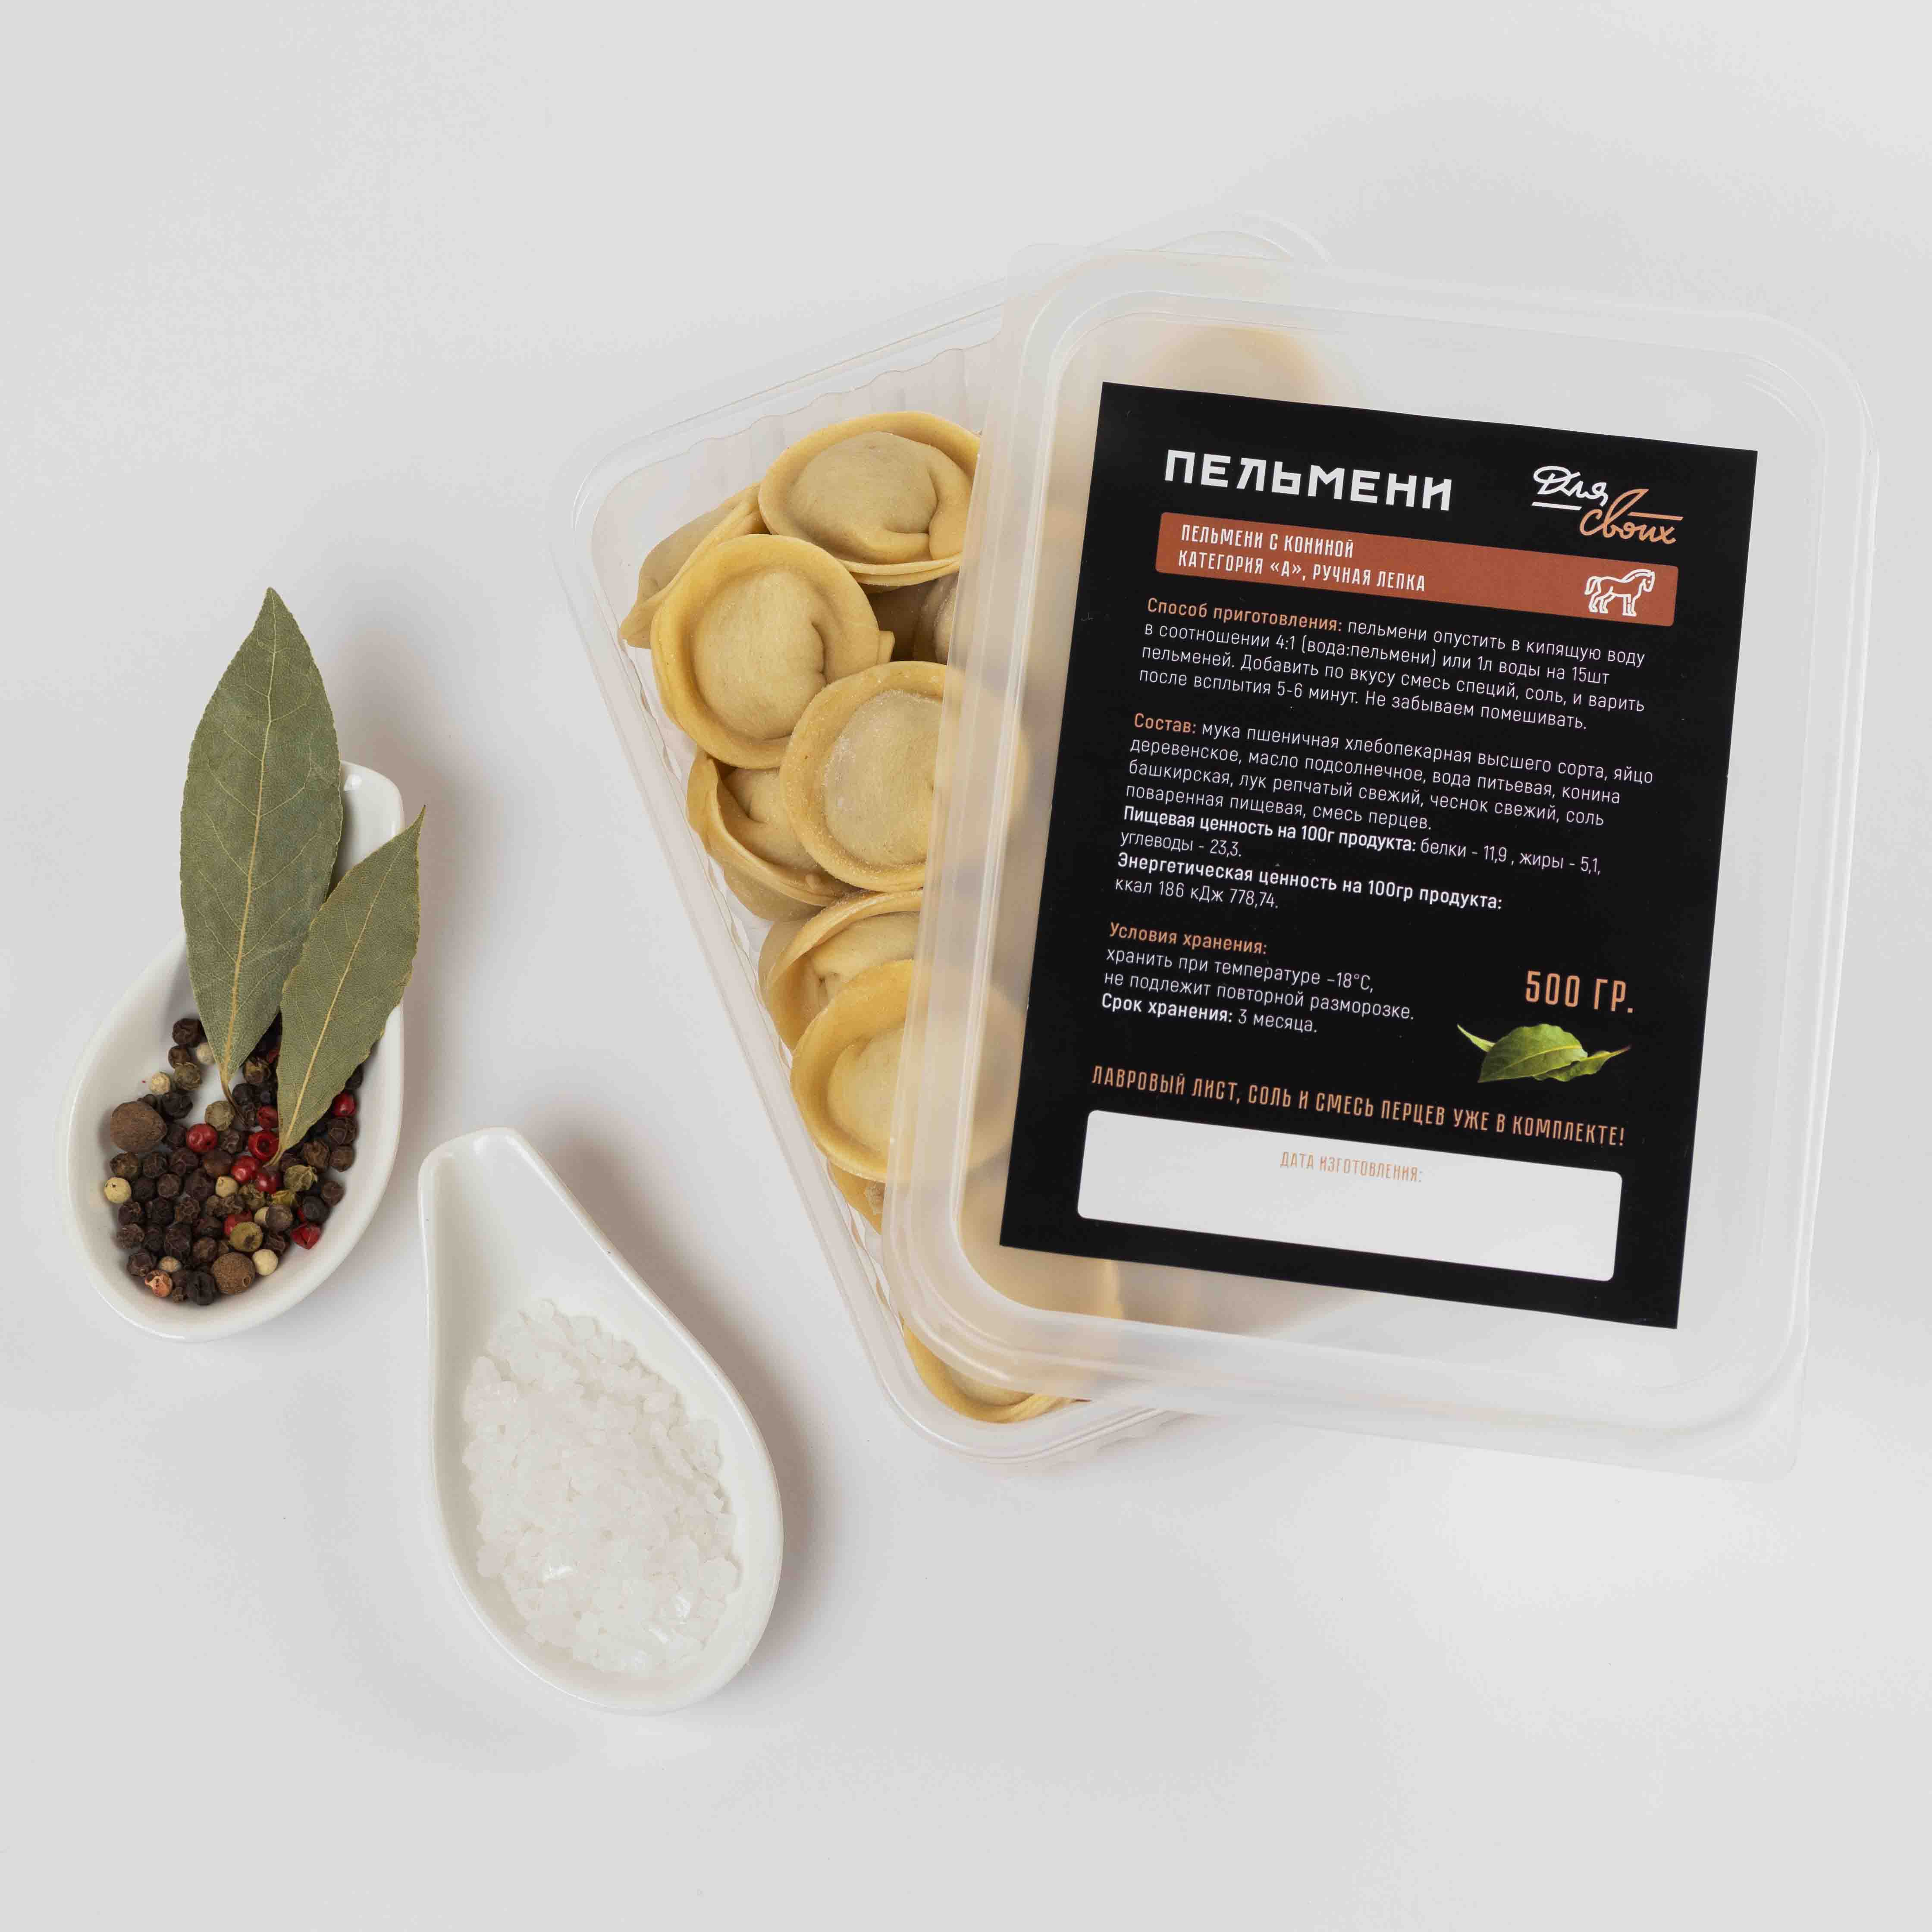 ПЕЛЬМЕНИ
Для
своих
ПЕЛЬМЕНИ С КОНИНОЙ
КАТЕГОРИЯ «А», РУЧНАЯ ЛЕПКА
Способ приготовления: пельмени опустить в кипящую воду
в соотношении 4:1 (вода:пельмени) или 1л воды на 15шт
пельменей. Добавить по вкусу смесь специй, соль, и варить
после всплытия 5-6 минут. Не забываем помешивать.
Состав: мука пшеничная хлебопекарная высшего сорта, яйцо
деревенское, масло подсолнечное, вода питьевая, конина
башкирская, лук репчатый свежий, чеснок свежий, соль
поваренная пищевая, смесь перцев.
Пищевая ценность на 100г продукта: белки - 11,9 , жиры - 5,1,
углеводы - 23,3.
Энергетическая ценность на 100гр продукта:
ккал 186 кДж 778,74.
Условия хранения:
хранить при температуре –18°С,
не подлежит повторной разморозке.
Срок хранения: 3 месяца.
500 ГР.
ЛАВРОВЫЙ ЛИСТ, СОЛЬ И СМЕСЬ ПЕРЦЕВ УЖЕ В КОМПЛЕКТЕ!
ДАТА ИЗГОТОВЛЕНИЯ: